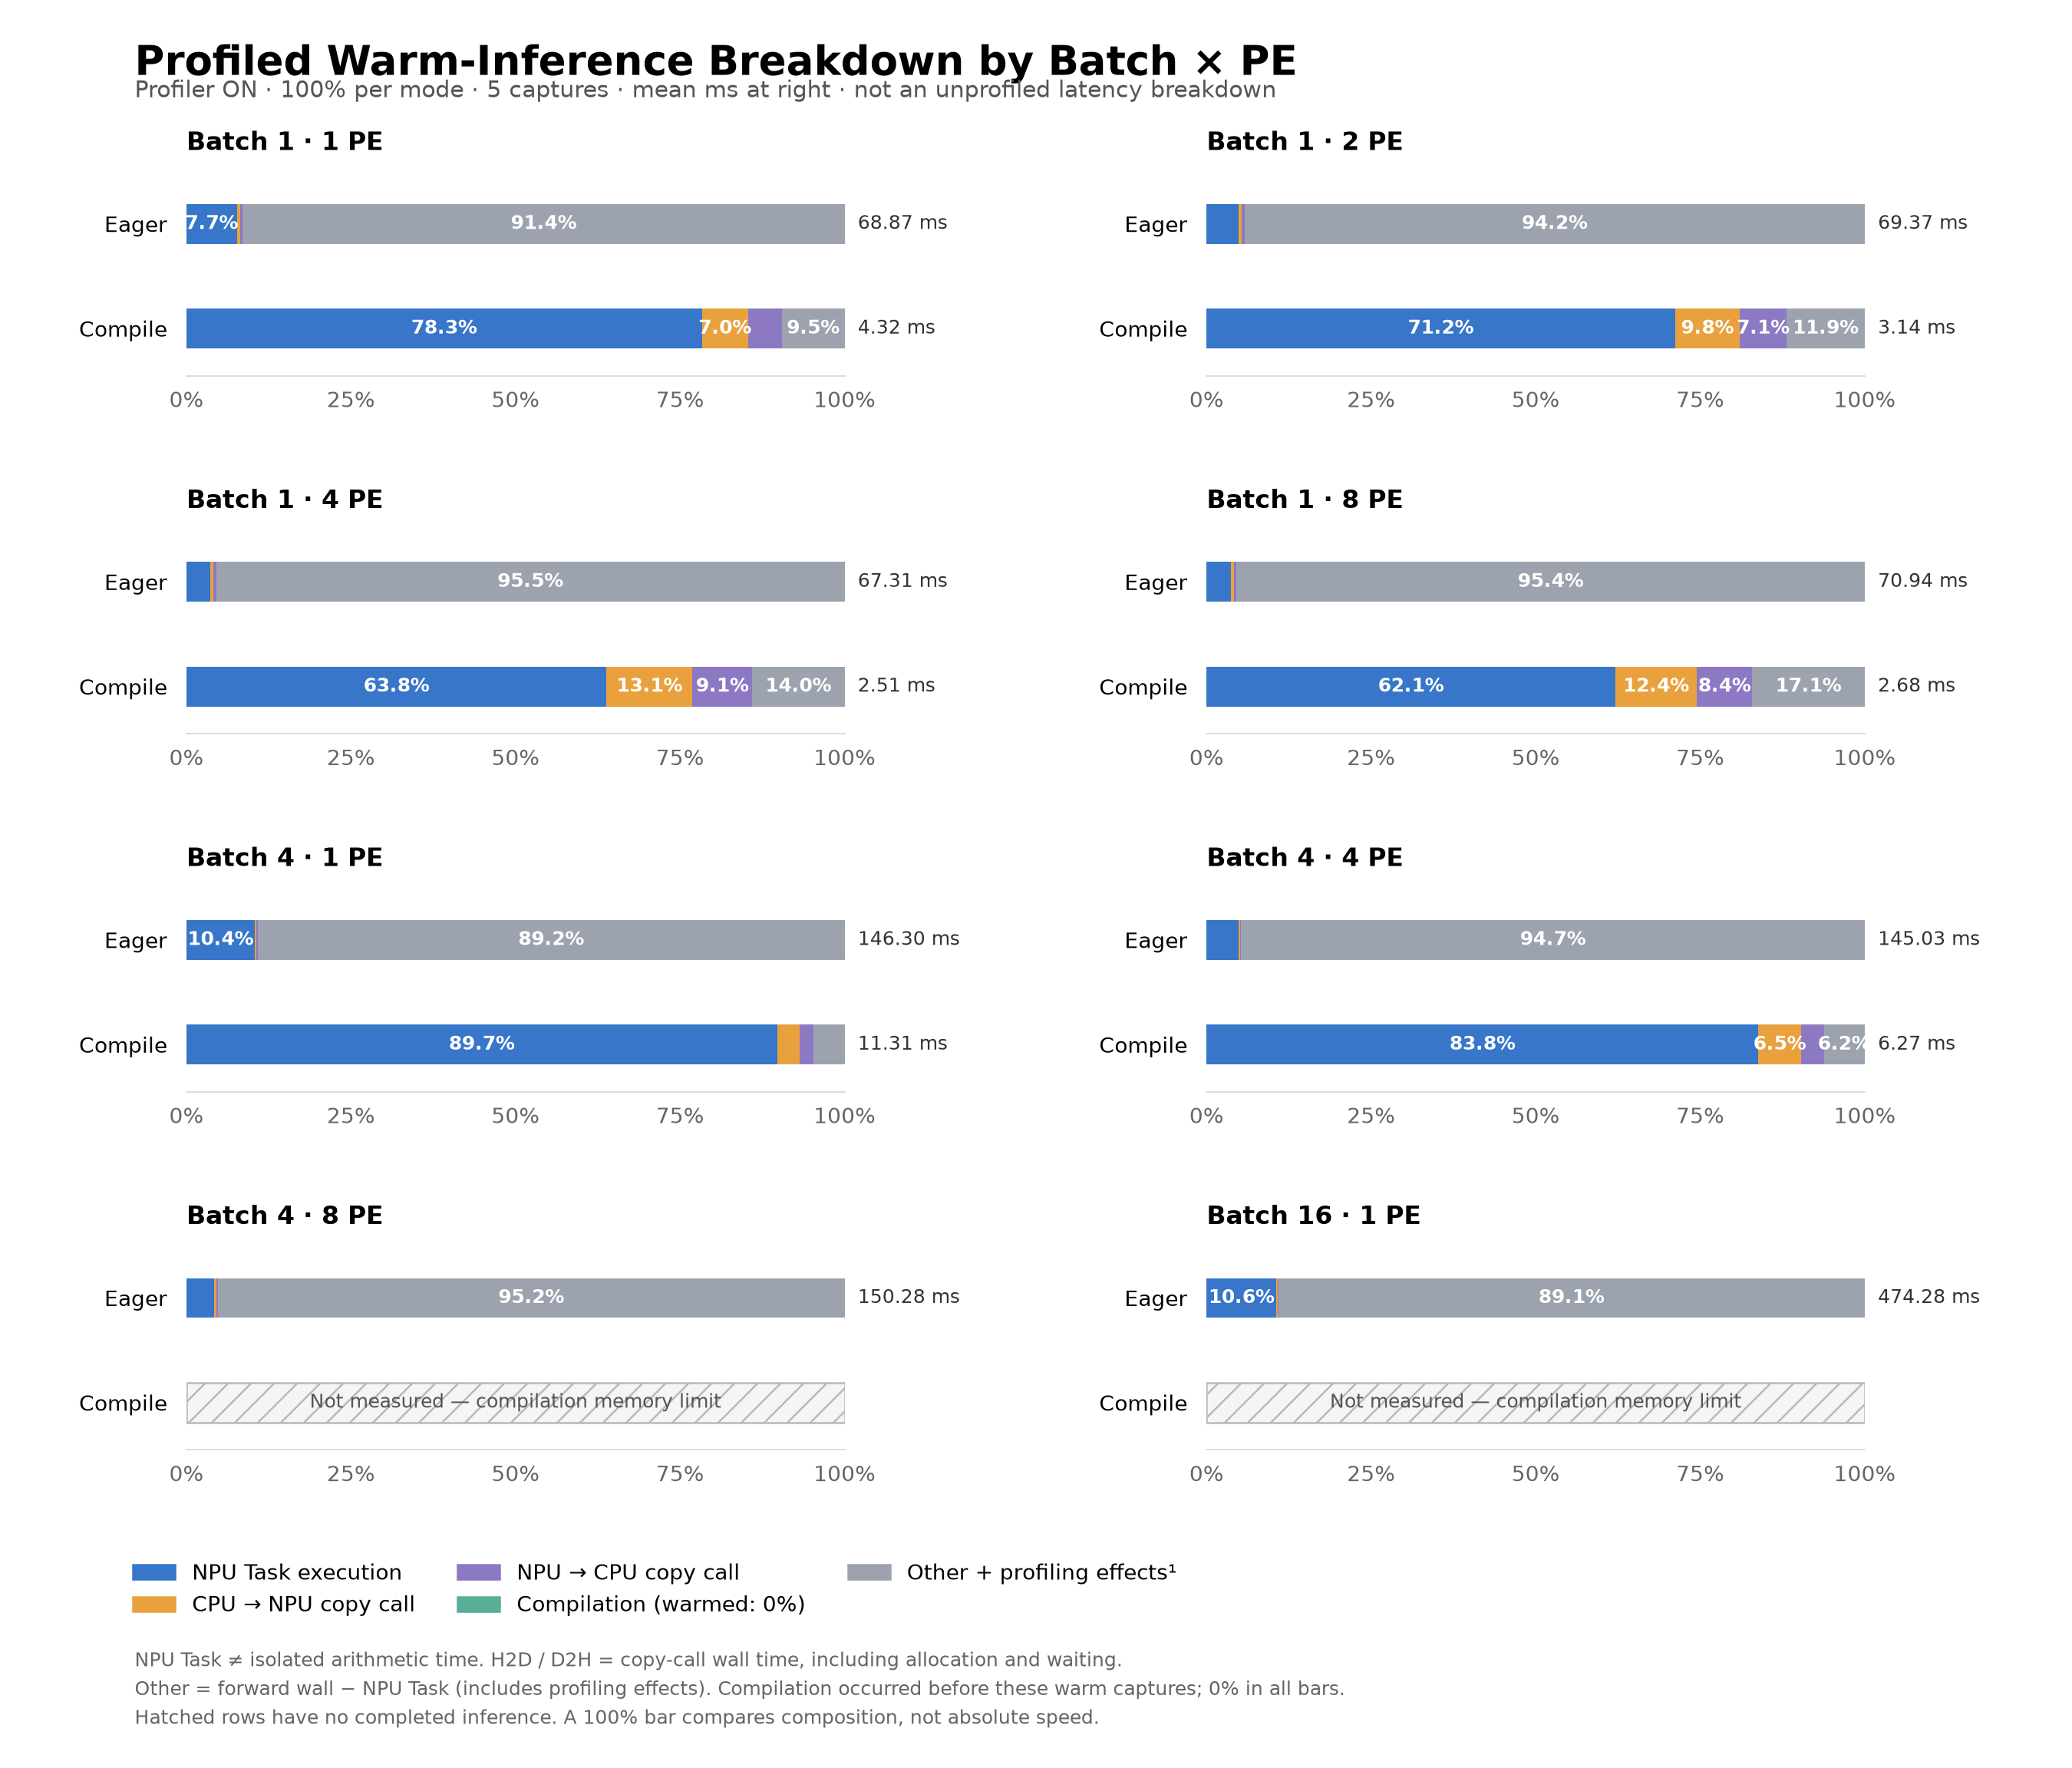 Profiled Warm-Inference Breakdown by Batch × PE
Profiler ON · 100% per mode · 5 captures · mean ms at right · not an unprofiled latency breakdown
Batch 1 · 1 PE
Eager 7.7% 91.4% 68.87 ms
Compile 78.3% 7.0% 9.5% 4.32 ms
0% 25% 50% 75% 100%
Batch 1 · 2 PE
Eager 94.2% 69.37 ms
Compile 71.2% 9.8% 7.1% 11.9% 3.14 ms
0% 25% 50% 75% 100%
Batch 1 · 4 PE
Eager 95.5% 67.31 ms
Compile 63.8% 13.1% 9.1% 14.0% 2.51 ms
0% 25% 50% 75% 100%
Batch 1 · 8 PE
Eager 95.4% 70.94 ms
Compile 62.1% 12.4% 8.4% 17.1% 2.68 ms
0% 25% 50% 75% 100%
Batch 4 · 1 PE
Eager 10.4% 89.2% 146.30 ms
Compile 89.7% 11.31 ms
0% 25% 50% 75% 100%
Batch 4 · 4 PE
Eager 94.7% 145.03 ms
Compile 83.8% 6.5% 6.2% 6.27 ms
0% 25% 50% 75% 100%
Batch 4 · 8 PE
Eager 95.2% 150.28 ms
Compile Not measured — compilation memory limit
0% 25% 50% 75% 100%
Batch 16 · 1 PE
Eager 10.6% 89.1% 474.28 ms
Compile Not measured — compilation memory limit
0% 25% 50% 75% 100%
NPU Task execution NPU → CPU copy call Other + profiling effects¹
CPU → NPU copy call Compilation (warmed: 0%)
NPU Task ≠ isolated arithmetic time. H2D / D2H = copy-call wall time, including allocation and waiting.
Other = forward wall − NPU Task (includes profiling effects). Compilation occurred before these warm captures; 0% in all bars.
Hatched rows have no completed inference. A 100% bar compares composition, not absolute speed.